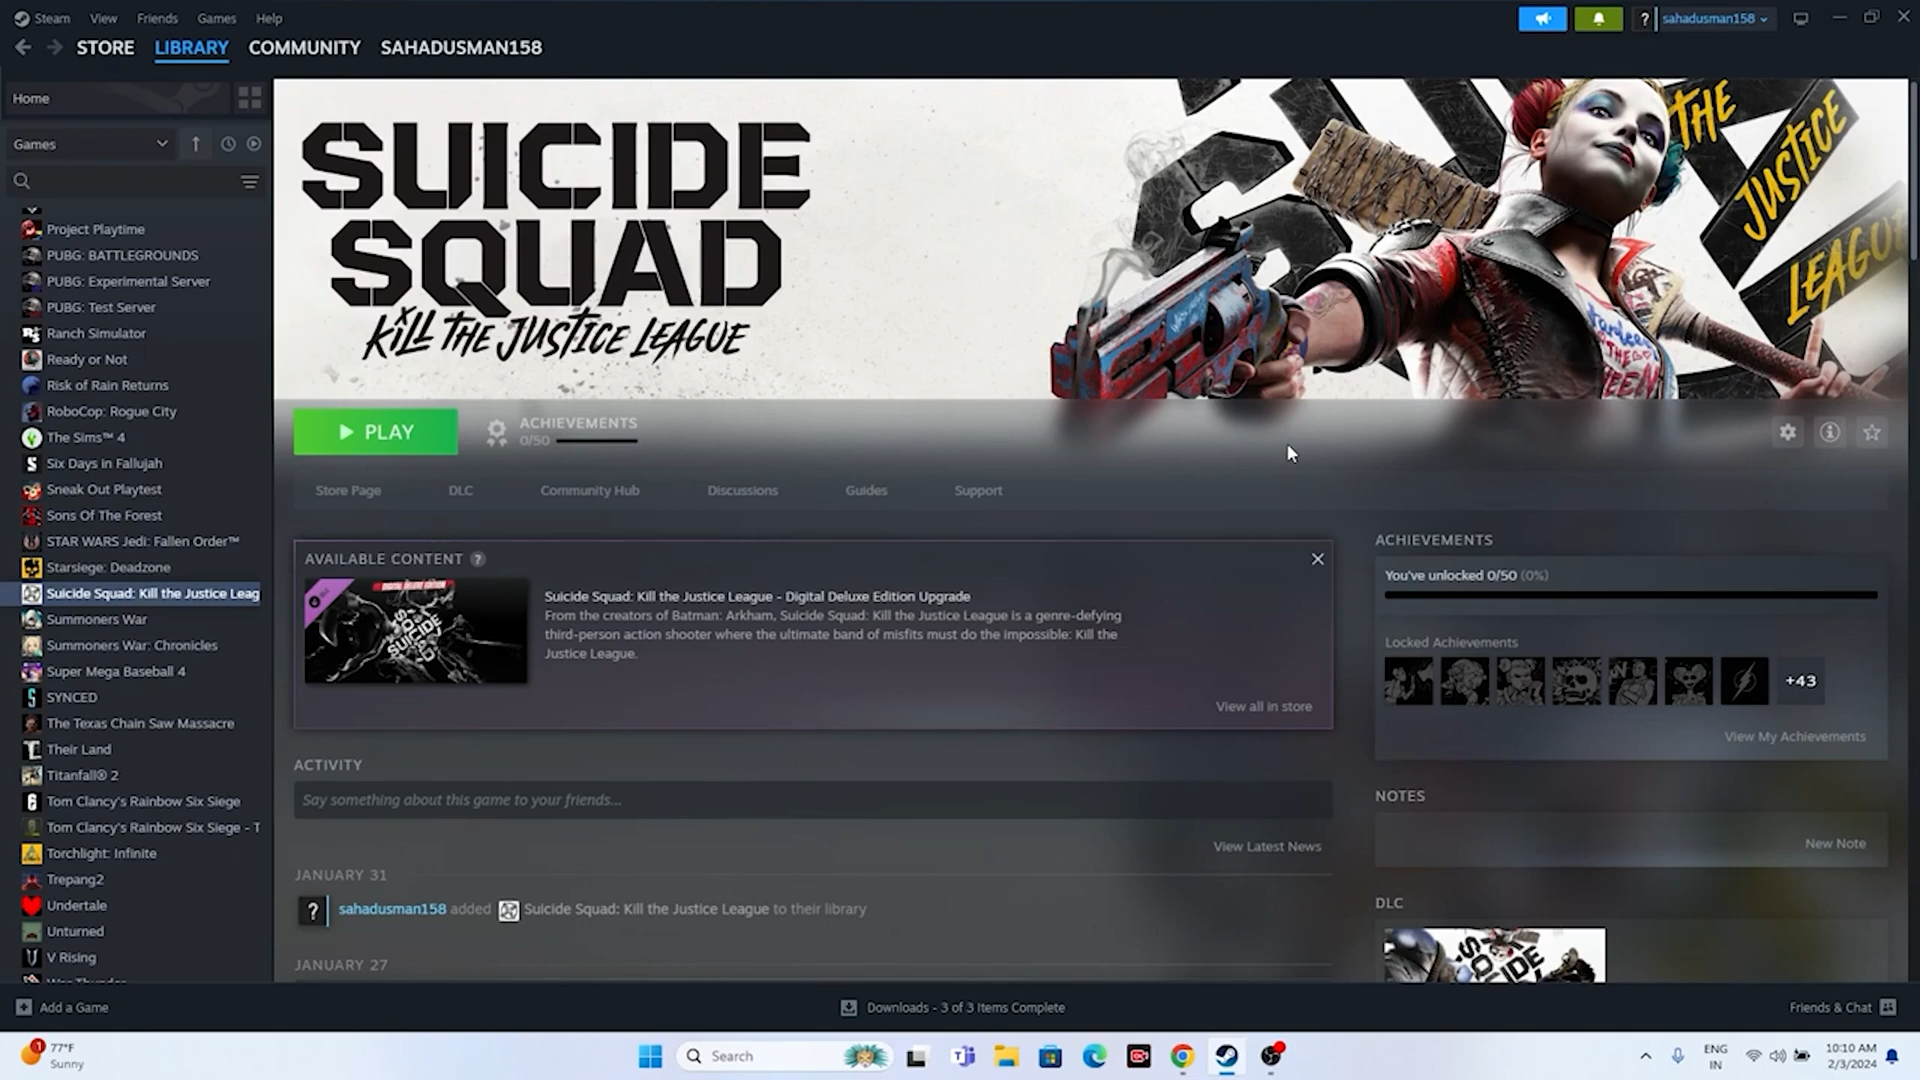 Steam View Friends Games Help
sahadusman158
STORE LIBRARY COMMUNITY SAHADUSMAN158
Home
Games
Project Playtime
PUBG: BATTLEGROUNDS
PUBG: Experimental Server
PUBG: Test Server
Ranch Simulator
Ready or Not
Risk of Rain Returns
RoboCop: Rogue City
The Sims™ 4
Six Days in Fallujah
Sneak Out Playtest
Sons Of The Forest
STAR WARS Jedi: Fallen Order™
Starsiege: Deadzone
Suicide Squad: Kill the Justice Leag
Summoners War
Summoners War: Chronicles
Super Mega Baseball 4
SYNCED
The Texas Chain Saw Massacre
Their Land
Titanfall® 2
Tom Clancy's Rainbow Six Siege
Tom Clancy's Rainbow Six Siege - T
Torchlight: Infinite
Trepang2
Undertale
Unturned
V Rising
SUICIDE
SQUAD
KILL THE JUSTICE LEAGUE
THE
JUSTICE
LEAGUE
PLAY
ACHIEVEMENTS
0/50
Store Page DLC Community Hub Discussions Guides Support
AVAILABLE CONTENT ?
DIGITAL DELUXE EDITION
SUICIDE
SQUAD
Suicide Squad: Kill the Justice League - Digital Deluxe Edition Upgrade
From the creators of Batman: Arkham, Suicide Squad: Kill the Justice League is a genre-defying
third-person action shooter where the ultimate band of misfits must do the impossible: Kill the
Justice League.
View all in store
ACTIVITY
Say something about this game to your friends...
View Latest News
JANUARY 31
? sahadusman158 added Suicide Squad: Kill the Justice League to their library
JANUARY 27
ACHIEVEMENTS
You've unlocked 0/50 (0%)
Locked Achievements
+43
View My Achievements
NOTES
New Note
DLC
Add a Game
Downloads - 3 of 3 Items Complete
Friends & Chat
1
77°F
Sunny
Search
ENG
IN
10:10 AM
2/3/2024